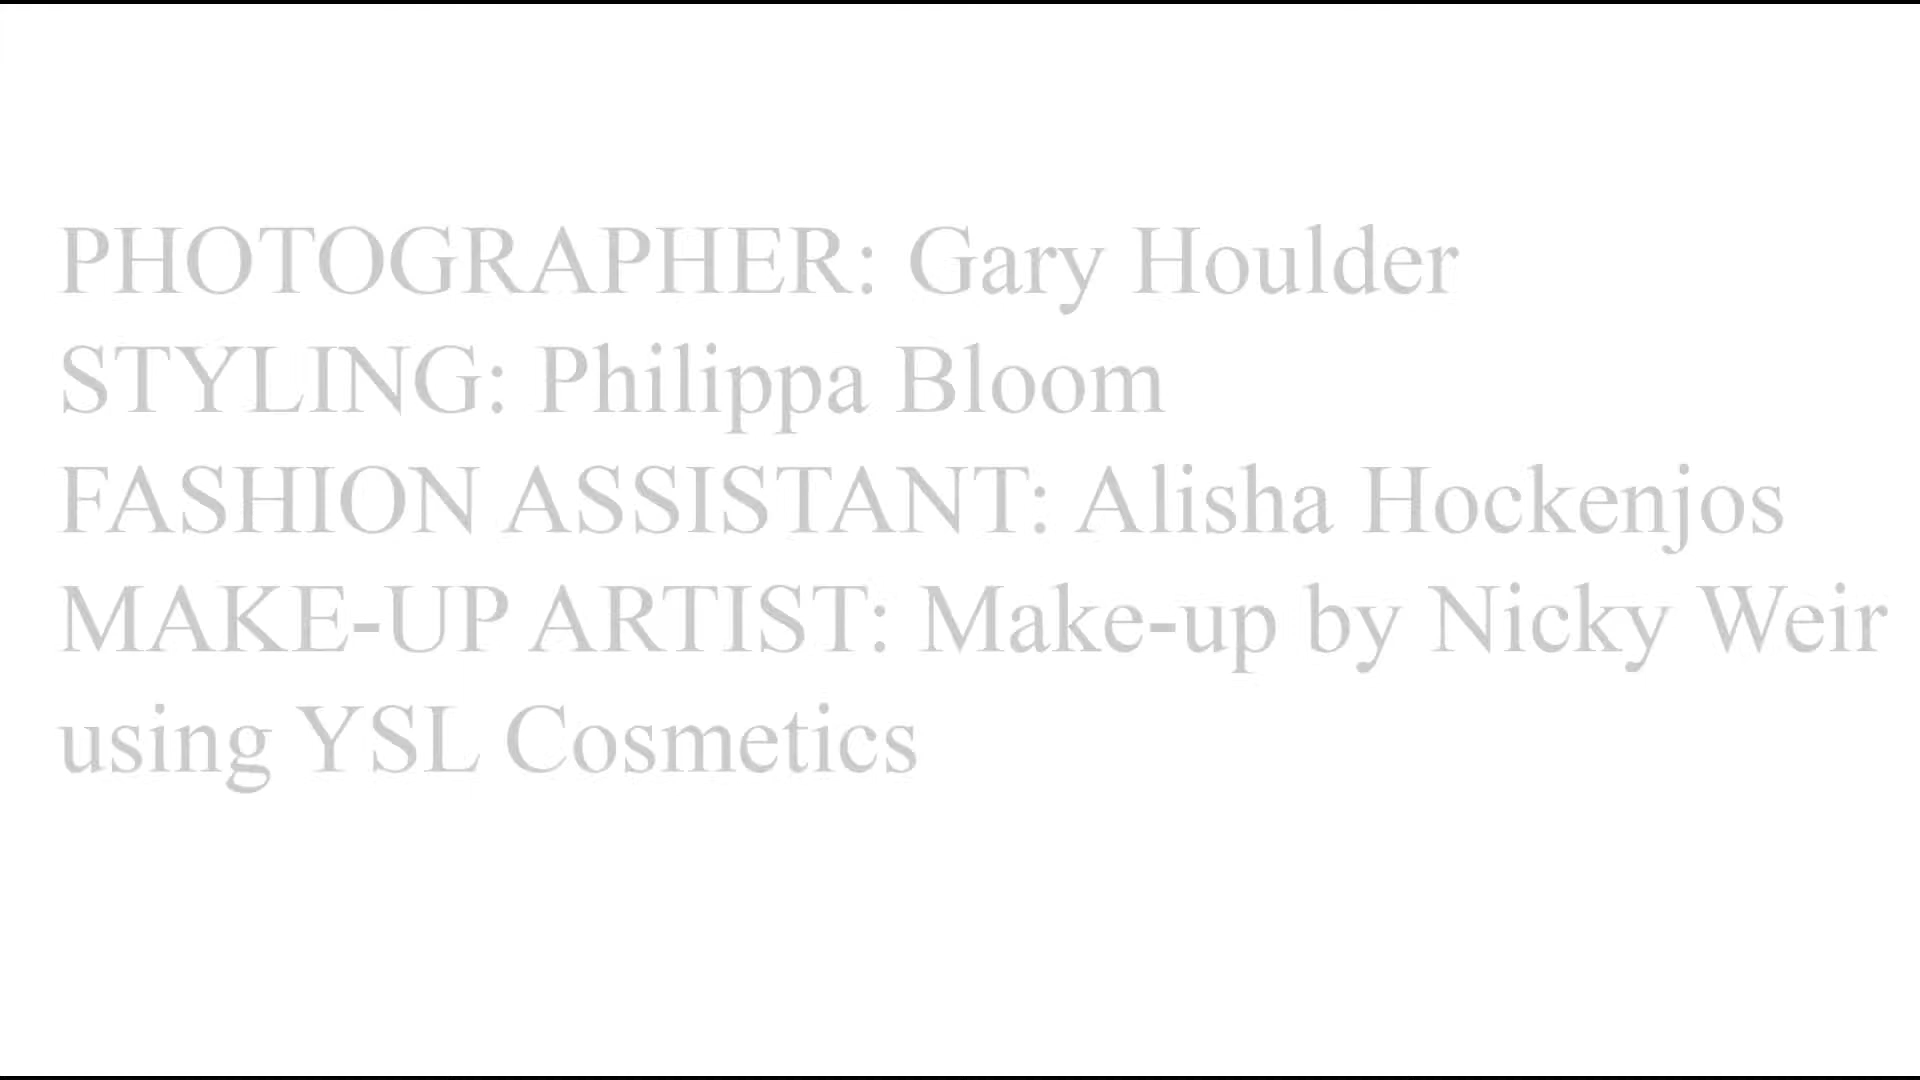 PHOTOGRAPHER: Gary Houlder
STYLING: Philippa Bloom
FASHION ASSISTANT: Alisha Hockenjos
MAKE-UP ARTIST: Make-up by Nicky Weir
using YSL Cosmetics